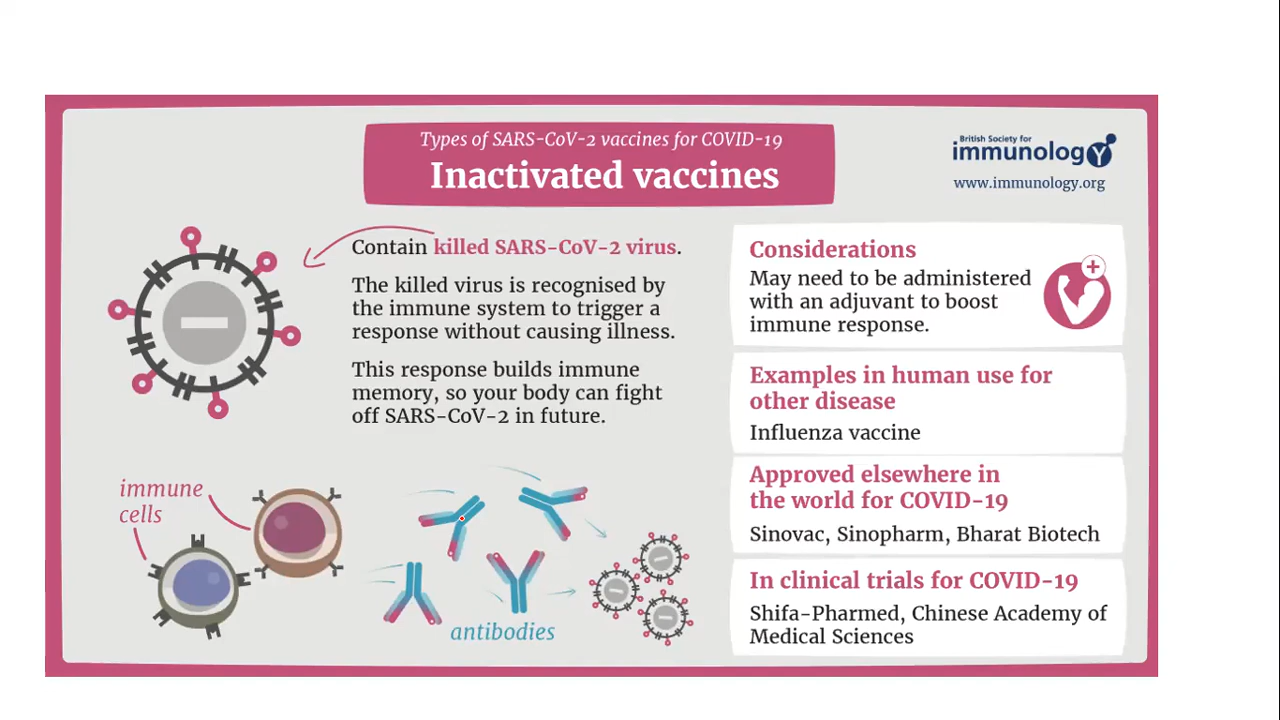 Types of SARS-CoV-2 vaccines for COVID-19
Inactivated vaccines
British Society for
immunology
www.immunology.org
Contain killed SARS-CoV-2 virus.
The killed virus is recognised by
the immune system to trigger a
response without causing illness.
This response builds immune
memory, so your body can fight
off SARS-CoV-2 in future.
immune
cells
antibodies
Considerations
May need to be administered
with an adjuvant to boost
immune response.
Examples in human use for
other disease
Influenza vaccine
Approved elsewhere in
the world for COVID-19
Sinovac, Sinopharm, Bharat Biotech
In clinical trials for COVID-19
Shifa-Pharmed, Chinese Academy of
Medical Sciences